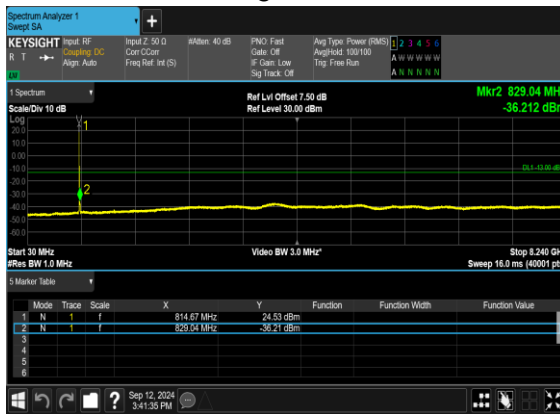 Spectrum Analyzer 1
Swept SA
+
KEYSIGHT Input: RF Input Z: 50 Ω #Atten: 40 dB PNO: Fast Avg Type: Power (RMS) 1 2 3 4 5 6
R T Coupling: DC Corr CCorr Gate: Off Avg|Hold: 100/100 A W W W W W
Align: Auto Freq Ref: Int (S) IF Gain: Low Trig: Free Run
LW Sig Track: Off A N N N N N
1 Spectrum Ref Lvl Offset 7.50 dB Mkr2 829.04 MH
Scale/Div 10 dB Ref Level 30.00 dBm -36.212 dBr
Log
1
20.0
10.0
0.00
-10.0 DL1 -13.00 dB
-20.0
2
-30.0
-40.0
-50.0
-60.0
Start 30 MHz Video BW 3.0 MHz* Stop 8.240 GH
#Res BW 1.0 MHz Sweep 16.0 ms (40001 pt
5 Marker Table
Mode Trace Scale X Y Function Function Width Function Value
1 N 1 f 814.67 MHz 24.53 dBm
2 N 1 f 829.04 MHz -36.21 dBm
3
4
5
6
? Sep 12, 2024
3:41:35 PM